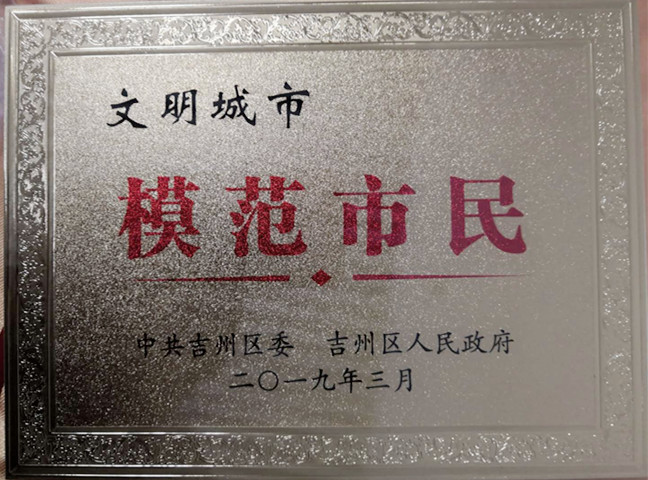 文明城市
模范市民
中共吉州区委 吉州区人民政府
二〇一九年三月